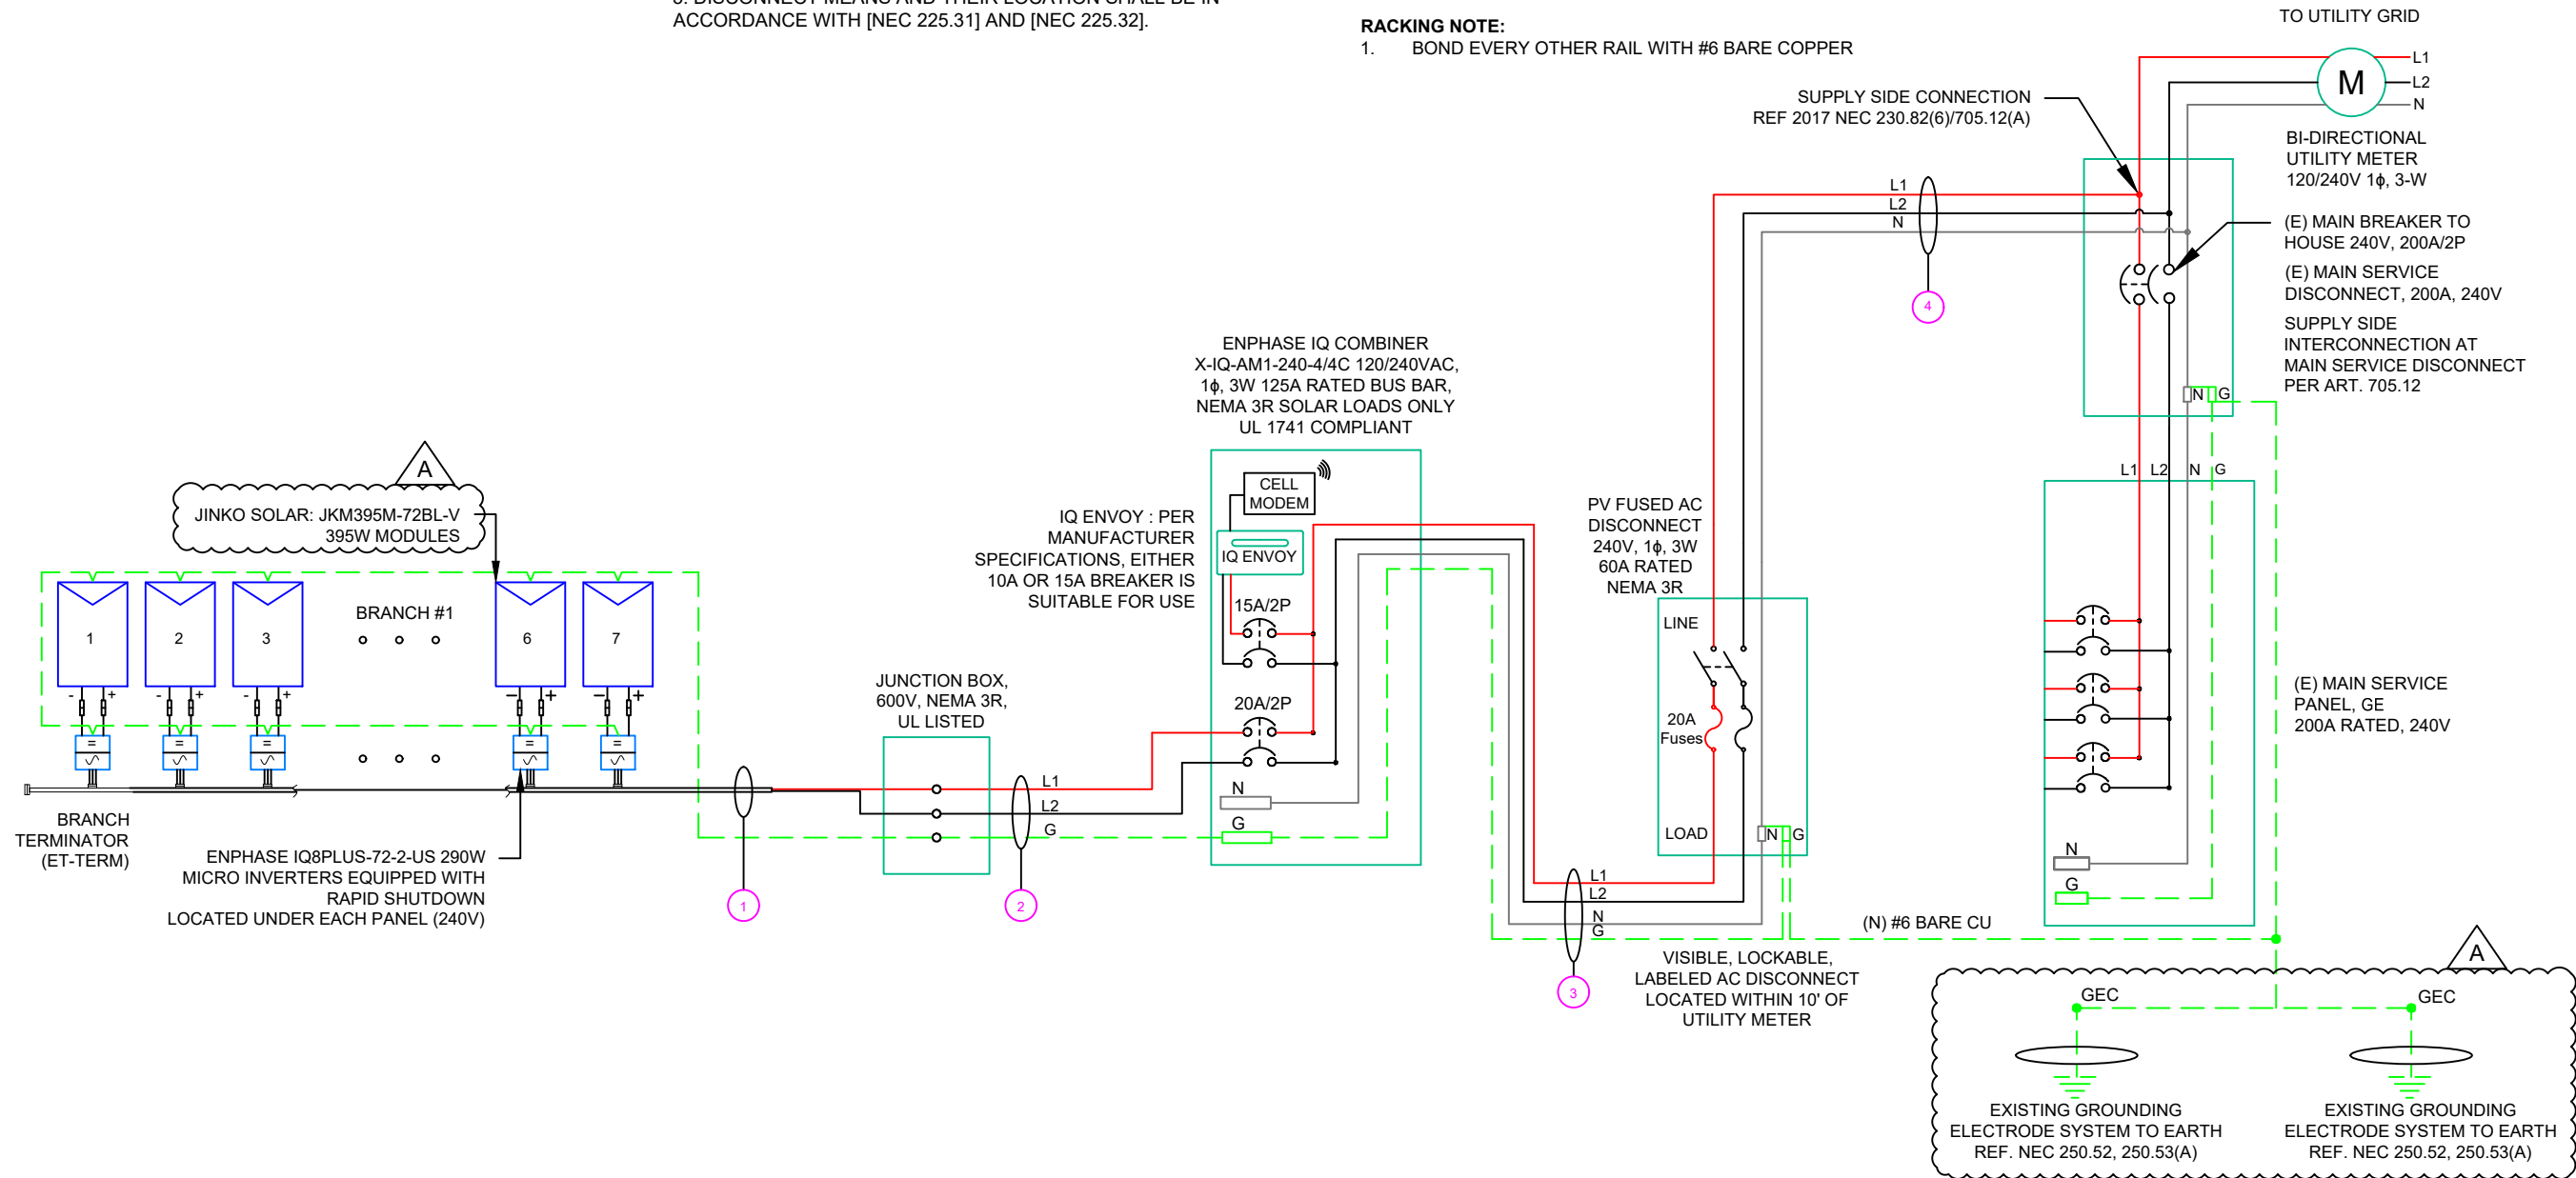 ACCORDANCE WITH [NEC 225.31] AND [NEC 225.32].
RACKING NOTE:
1. BOND EVERY OTHER RAIL WITH #6 BARE COPPER
TO UTILITY GRID
L1
L2
N
M
SUPPLY SIDE CONNECTION
REF 2017 NEC 230.82(6)/705.12(A)
BI-DIRECTIONAL
UTILITY METER
120/240V 1ϕ, 3-W
(E) MAIN BREAKER TO
HOUSE 240V, 200A/2P
(E) MAIN SERVICE
DISCONNECT, 200A, 240V
SUPPLY SIDE
INTERCONNECTION AT
MAIN SERVICE DISCONNECT
PER ART. 705.12
L1
L2
N
4
N G
L1 L2 N G
ENPHASE IQ COMBINER
X-IQ-AM1-240-4/4C 120/240VAC,
1ϕ, 3W 125A RATED BUS BAR,
NEMA 3R SOLAR LOADS ONLY
UL 1741 COMPLIANT
CELL
MODEM
IQ ENVOY
IQ ENVOY : PER
MANUFACTURER
SPECIFICATIONS, EITHER
10A OR 15A BREAKER IS
SUITABLE FOR USE
15A/2P
20A/2P
N
G
A
JINKO SOLAR: JKM395M-72BL-V
395W MODULES
BRANCH #1
1
2
3
6
7
- +
- +
- +
- +
- +
=
=
=
=
=
BRANCH
TERMINATOR
(ET-TERM)
ENPHASE IQ8PLUS-72-2-US 290W
MICRO INVERTERS EQUIPPED WITH
RAPID SHUTDOWN
LOCATED UNDER EACH PANEL (240V)
1
JUNCTION BOX,
600V, NEMA 3R,
UL LISTED
L1
L2
G
2
PV FUSED AC
DISCONNECT
240V, 1ϕ, 3W
60A RATED
NEMA 3R
LINE
20A
Fuses
LOAD
N G
L1
L2
N
G
3
VISIBLE, LOCKABLE,
LABELED AC DISCONNECT
LOCATED WITHIN 10' OF
UTILITY METER
(N) #6 BARE CU
(E) MAIN SERVICE
PANEL, GE
200A RATED, 240V
N
G
A
GEC
GEC
EXISTING GROUNDING
ELECTRODE SYSTEM TO EARTH
REF. NEC 250.52, 250.53(A)
EXISTING GROUNDING
ELECTRODE SYSTEM TO EARTH
REF. NEC 250.52, 250.53(A)